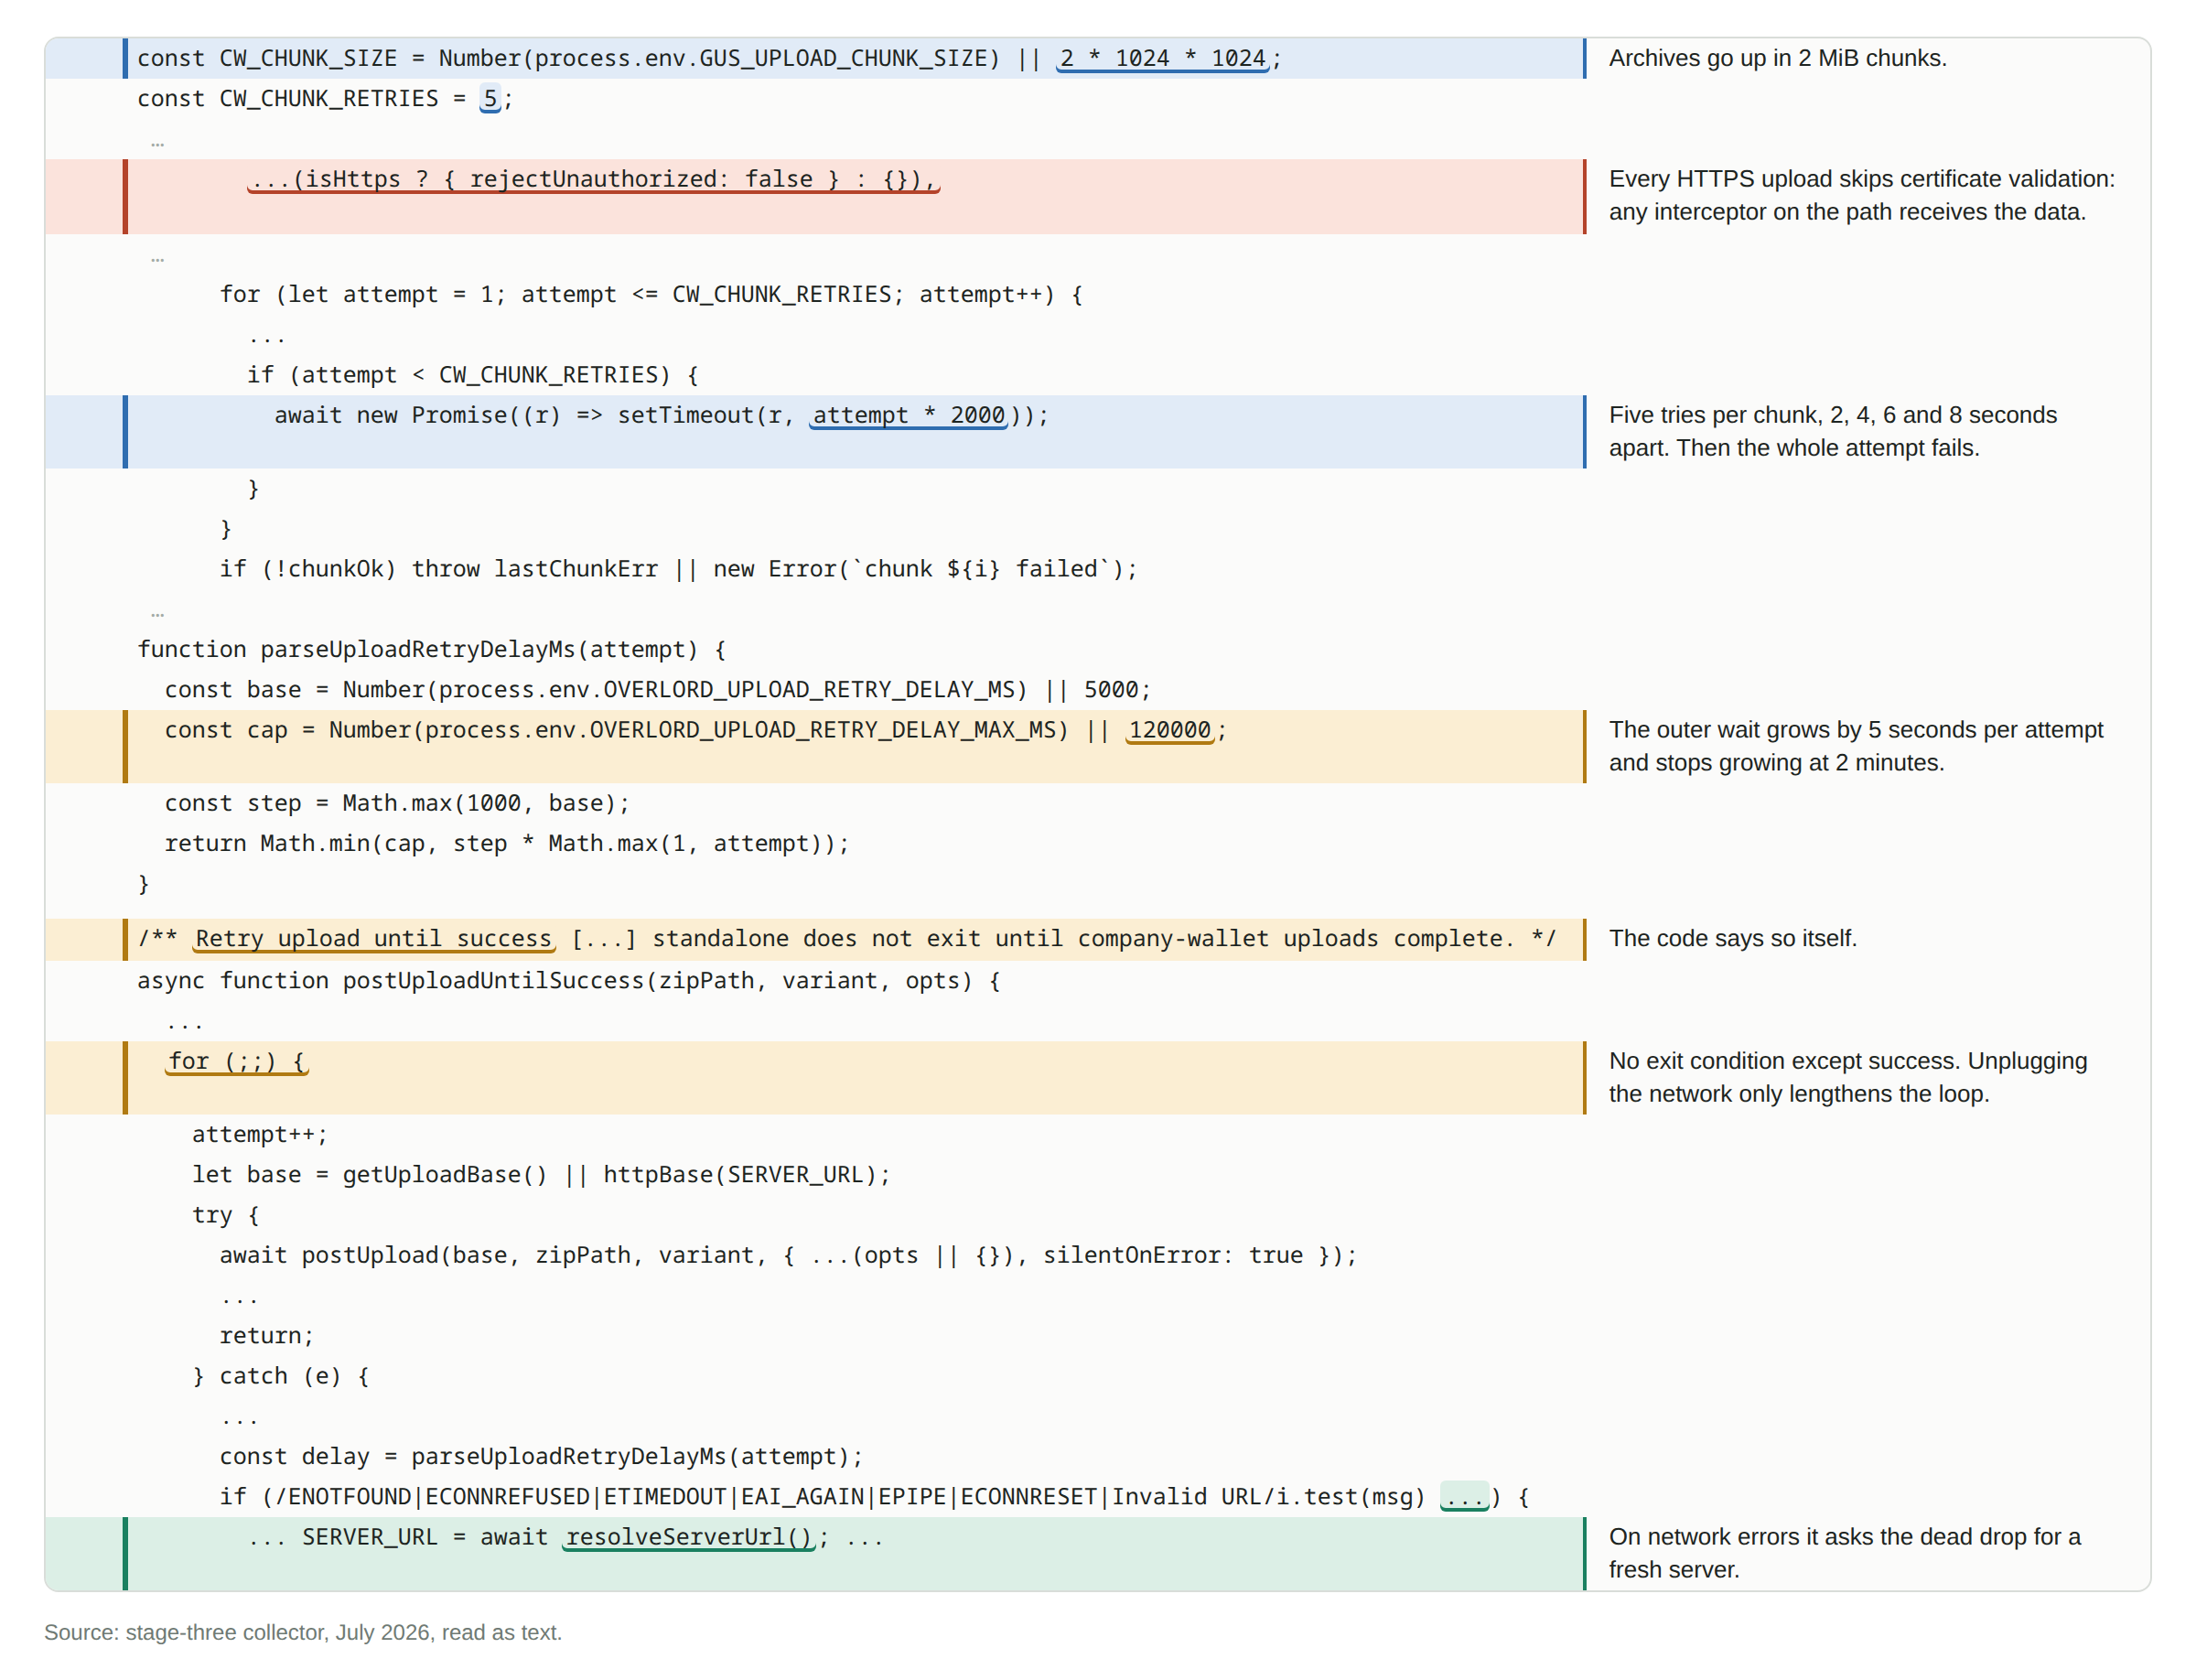 const CW_CHUNK_SIZE = Number(process.env.GUS_UPLOAD_CHUNK_SIZE) || 2 * 1024 * 1024;
Archives go up in 2 MiB chunks.
const CW_CHUNK_RETRIES = 5;
…
...(isHttps ? { rejectUnauthorized: false } : {}),
Every HTTPS upload skips certificate validation:
any interceptor on the path receives the data.
…
for (let attempt = 1; attempt <= CW_CHUNK_RETRIES; attempt++) {
...
if (attempt < CW_CHUNK_RETRIES) {
await new Promise((r) => setTimeout(r, attempt * 2000));
Five tries per chunk, 2, 4, 6 and 8 seconds
apart. Then the whole attempt fails.
}
}
if (!chunkOk) throw lastChunkErr || new Error(`chunk ${i} failed`);
…
function parseUploadRetryDelayMs(attempt) {
const base = Number(process.env.OVERLORD_UPLOAD_RETRY_DELAY_MS) || 5000;
const cap = Number(process.env.OVERLORD_UPLOAD_RETRY_DELAY_MAX_MS) || 120000;
The outer wait grows by 5 seconds per attempt
and stops growing at 2 minutes.
const step = Math.max(1000, base);
return Math.min(cap, step * Math.max(1, attempt));
}
/** Retry upload until success [...] standalone does not exit until company-wallet uploads complete. */
The code says so itself.
async function postUploadUntilSuccess(zipPath, variant, opts) {
...
for (;;) {
No exit condition except success. Unplugging
the network only lengthens the loop.
attempt++;
let base = getUploadBase() || httpBase(SERVER_URL);
try {
await postUpload(base, zipPath, variant, { ...(opts || {}), silentOnError: true });
...
return;
} catch (e) {
...
const delay = parseUploadRetryDelayMs(attempt);
if (/ENOTFOUND|ECONNREFUSED|ETIMEDOUT|EAI_AGAIN|EPIPE|ECONNRESET|Invalid URL/i.test(msg) ...) {
... SERVER_URL = await resolveServerUrl(); ...
On network errors it asks the dead drop for a
fresh server.
Source: stage-three collector, July 2026, read as text.